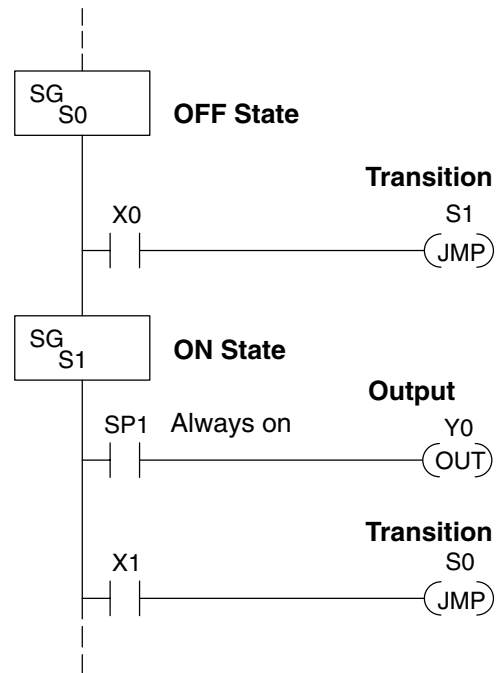 SG
S0
OFF State
Transition
X0
S1
JMP
SG
S1
ON State
Output
SP1 Always on
Y0
OUT
Transition
X1
S0
JMP